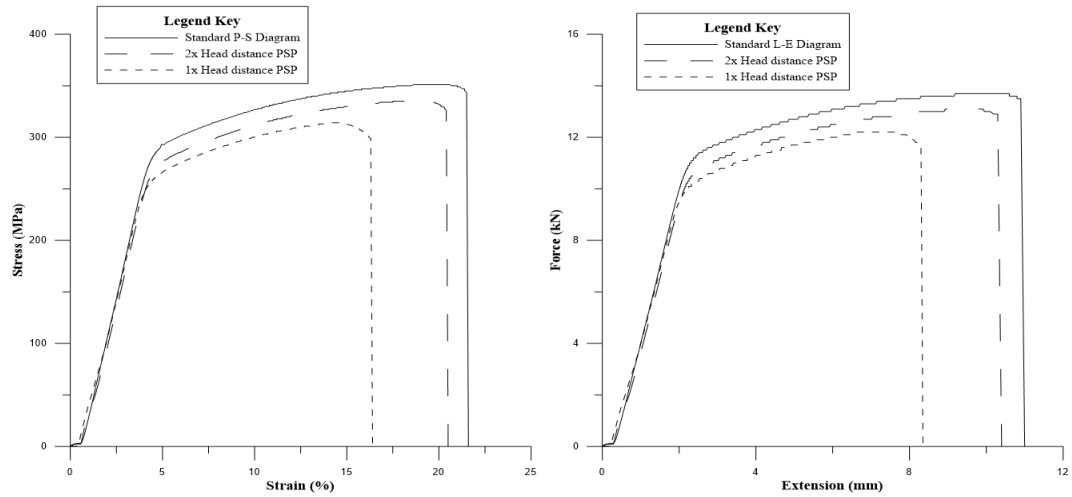 Legend Key
Standard P-S Diagram
2x Head distance PSP
1x Head distance PSP
400
300
200
100
0
Stress (MPa)
0
5
10
15
20
25
Strain (%)
Legend Key
Standard L-E Diagram
2x Head distance PSP
1x Head distance PSP
16
12
8
4
0
Force (kN)
0
4
8
12
Extension (mm)